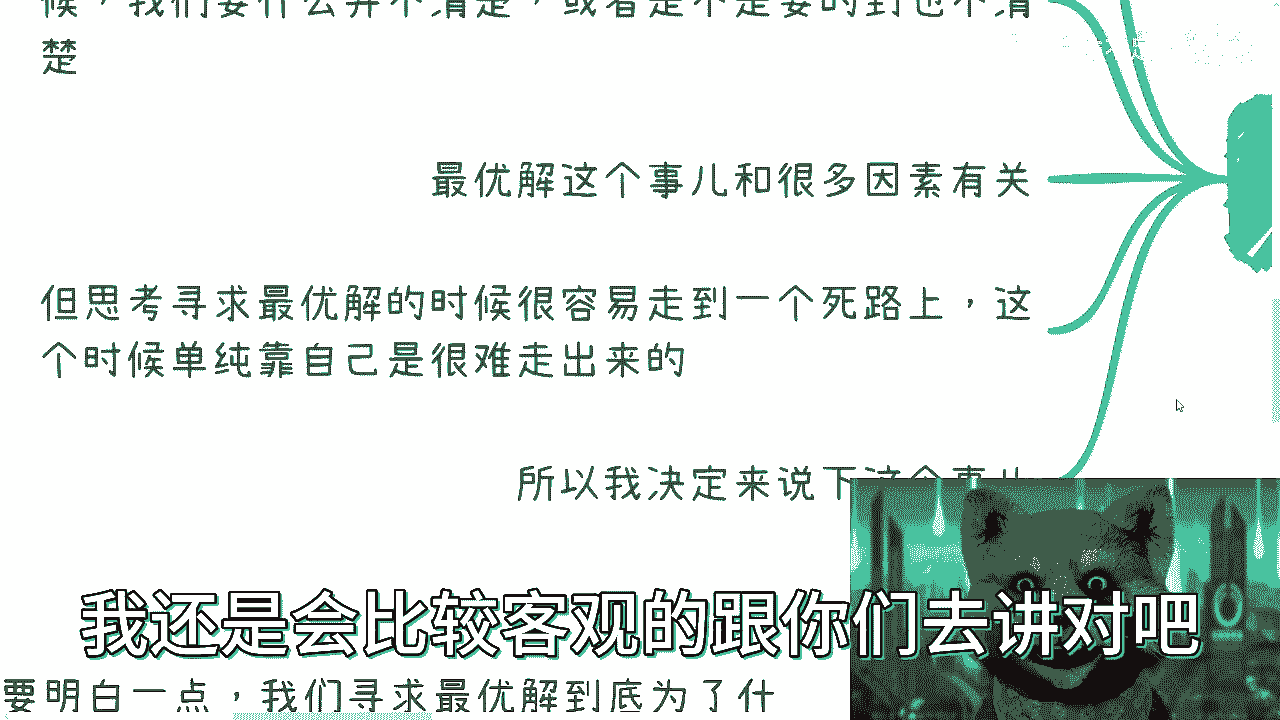 候，我们要什么并不清楚，或者是不是要的到也不清
楚
最优解这个事儿和很多因素有关
但思考寻求最优解的时候很容易走到一个死路上，这
个时候单纯靠自己是很难走出来的
所以我决定来说下这个事儿
我还是会比较客观的跟你们去讲对吧
要明白一点，我们寻求最优解到底为了什